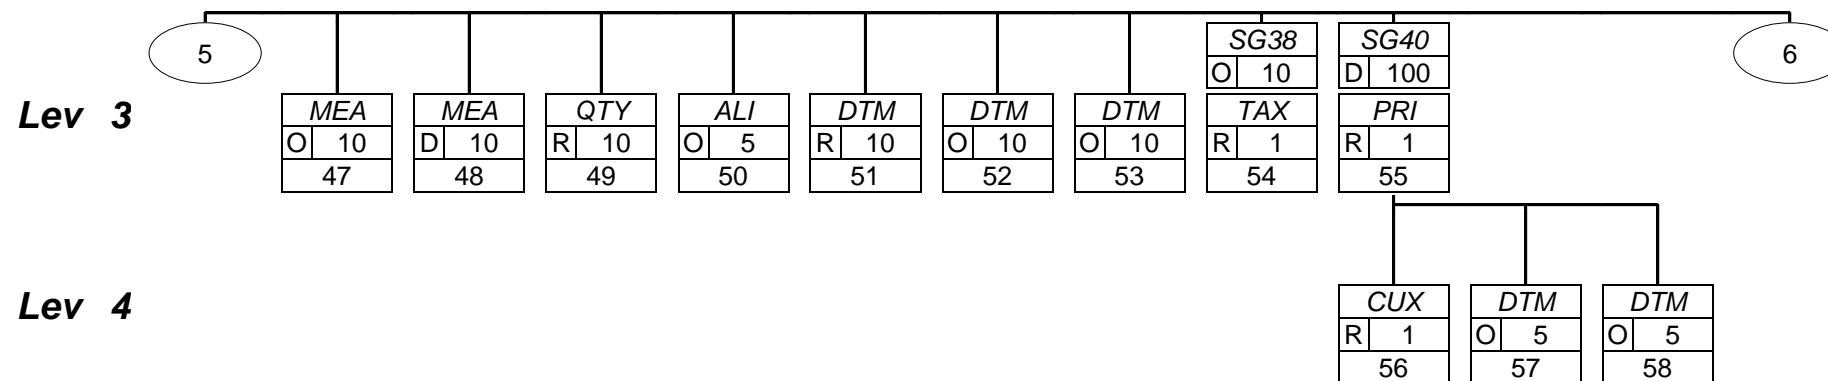 SG38 SG40
5 6
O 10 D 100
Lev 3 MEA MEA QTY ALI DTM DTM DTM TAX PRI
O 10 D 10 R 10 O 5 R 10 O 10 O 10 R 1 R 1
47 48 49 50 51 52 53 54 55
Lev 4 CUX DTM DTM
R 1 O 5 O 5
56 57 58